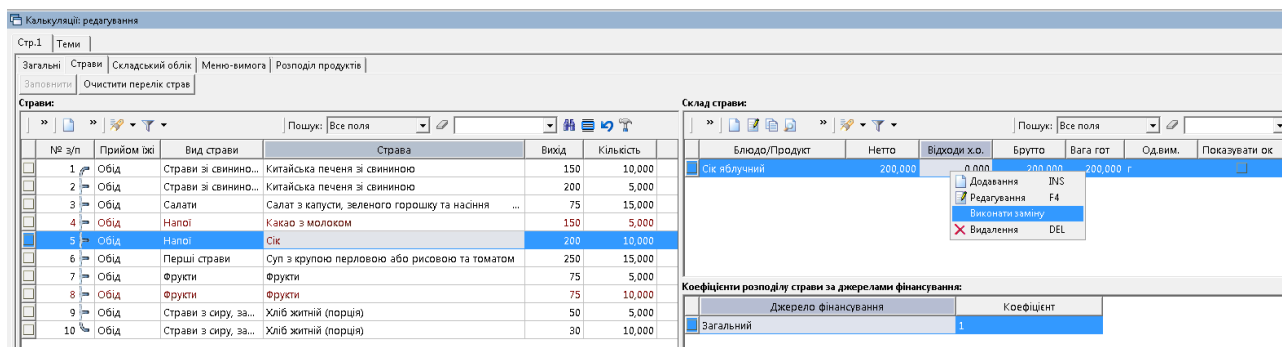 Калькуляції: редагування
Стр.1 Теми
Загальні Страви Складський облік Меню-вимога Розподіл продуктів
Заповнити Очистити перелік страв
Страви:
» » Пошук: Все поля
№ з/п Прийом їжі Вид страви Страва Вихід Кількість
1 Обід Страви зі свинино... Китайська печеня зі свининою 150 10,000
2 Обід Страви зі свинино... Китайська печеня зі свининою 200 5,000
3 Обід Салати Салат з капусти, зеленого горошку та насіння ... 75 15,000
4 Обід Напої Какао з молоком 150 5,000
5 Обід Напої Сік 200 10,000
6 Обід Перші страви Суп з крупою перловою або рисовою та томатом 250 15,000
7 Обід Фрукти Фрукти 75 5,000
8 Обід Фрукти Фрукти 75 10,000
9 Обід Страви з сиру, за... Хліб житній (порція) 50 5,000
10 Обід Страви з сиру, за... Хліб житній (порція) 30 10,000
Склад страви:
» » Пошук: Все поля
Блюдо/Продукт Нетто Відходи х.о. Брутто Вага гот Од.вим. Показувати ок
Сік яблучний 200,000 0,000 200,000 200,000 г
Додавання INS
Редагування F4
Виконати заміну
Видалення DEL
Коефіцієнти розподілу страви за джерелами фінансування:
Джерело фінансування Коефіцієнт
Загальний 1